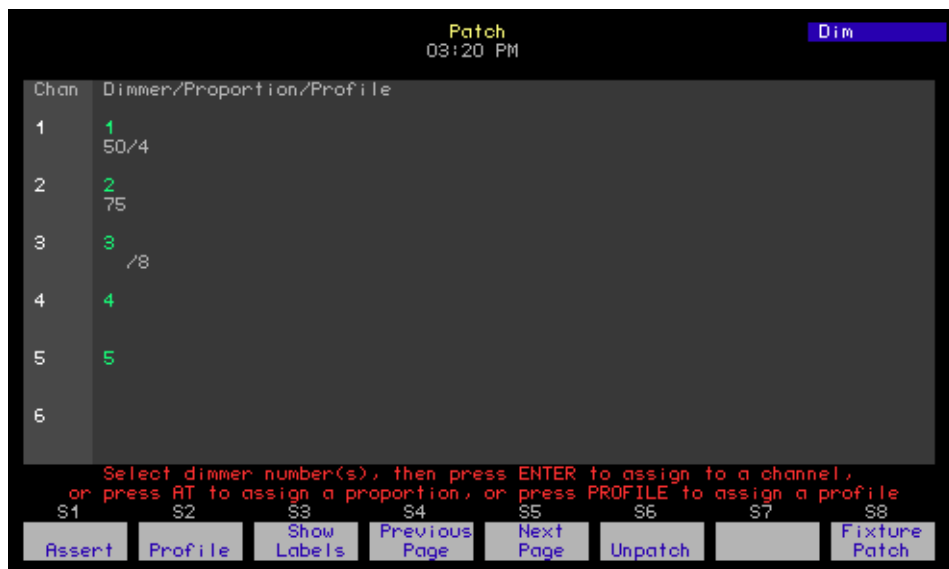 Patch
Dim
03:20 PM
Chan Dimmer/Proportion/Profile
1 1
50/4
2 2
75
3 3
/8
4 4
5 5
6
Select dimmer number(s), then press ENTER to assign to a channel,
or press AT to assign a proportion, or press PROFILE to assign a profile
S1 S2 S3 S4 S5 S6 S7 S8
Show Previous Next Fixture
Assert Profile Labels Page Page Unpatch Patch